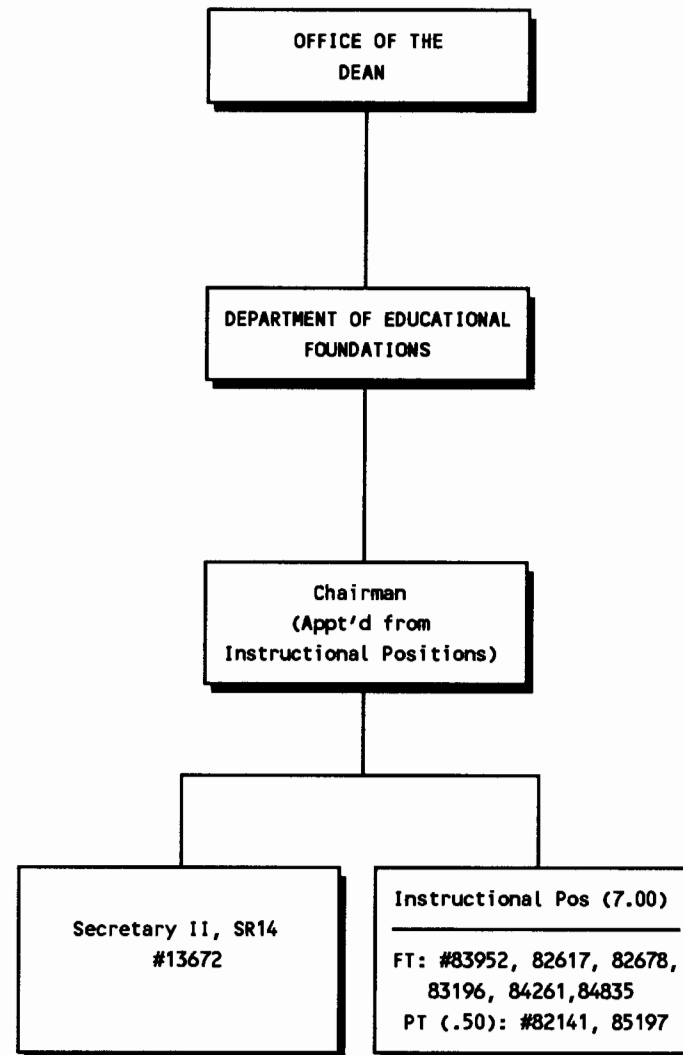 OFFICE OF THE
DEAN
DEPARTMENT OF EDUCATIONAL
FOUNDATIONS
Chairman
(Appt'd from
Instructional Positions)
Secretary II, SR14
#13672
Instructional Pos (7.00)
FT: #83952, 82617, 82678,
83196, 84261,84835
PT (.50): #82141, 85197